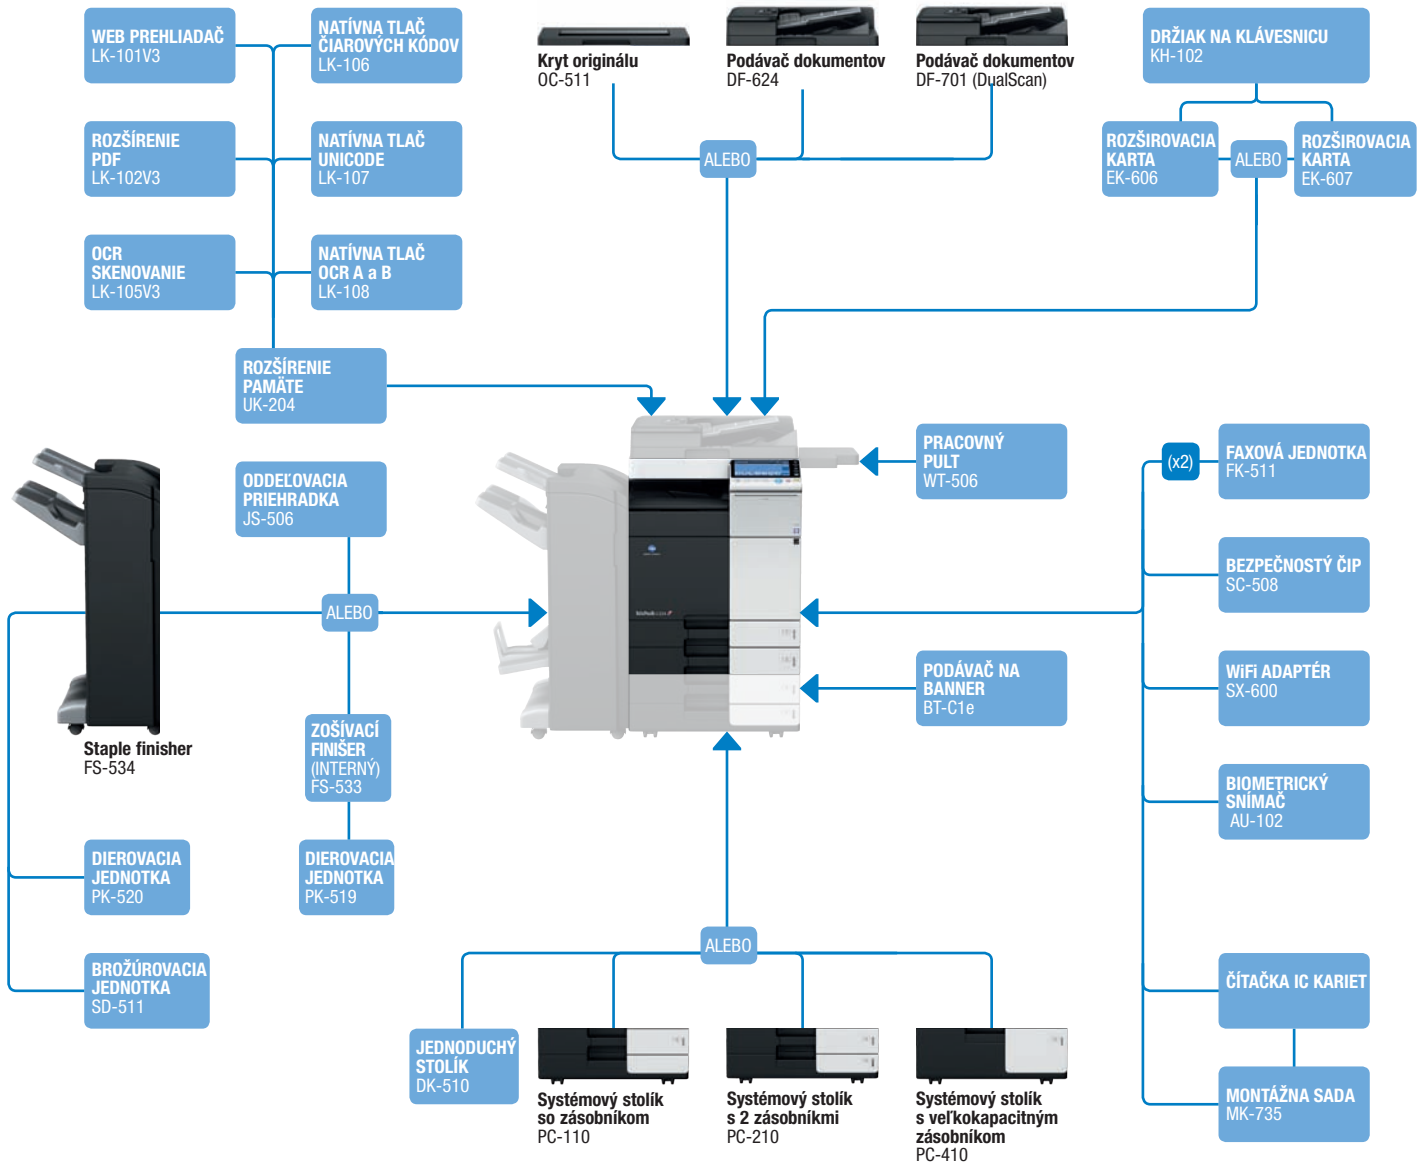 WEB PREHLIADAČ
LK-101V3
NATÍVNA TLAČ
ČIAROVÝCH KÓDOV
LK-106
Kryt originálu
OC-511
Podávač dokumentov
DF-624
Podávač dokumentov
DF-701 (DualScan)
DRŽIAK NA KLÁVESNICU
KH-102
ROZŠÍRENIE
PDF
LK-102V3
NATÍVNA TLAČ
UNICODE
LK-107
ALEBO
ROZŠIROVACIA
KARTA
EK-606
ALEBO
ROZŠIROVACIA
KARTA
EK-607
OCR
SKENOVANIE
LK-105V3
NATÍVNA TLAČ
OCR A a B
LK-108
ROZŠÍRENIE
PAMÄTE
UK-204
PRACOVNÝ
PULT
WT-506
(x2)
FAXOVÁ JEDNOTKA
FK-511
ODDEĽOVACIA
PRIEHRADKA
JS-506
BEZPEČNOSTÝ ČIP
SC-508
ALEBO
bizhub
PODÁVAČ NA
BANNER
BT-C1e
WiFi ADAPTÉR
SX-600
Staple finisher
FS-534
ZOŠÍVACÍ
FINIŠER
(INTERNÝ)
FS-533
BIOMETRICKÝ
SNÍMAČ
AU-102
DIEROVACIA
JEDNOTKA
PK-520
DIEROVACIA
JEDNOTKA
PK-519
ALEBO
BROŽÚROVACIA
JEDNOTKA
SD-511
ČÍTAČKA IC KARIET
JEDNODUCHÝ
STOLÍK
DK-510
Systémový stolík
so zásobníkom
PC-110
Systémový stolík
s 2 zásobníkmi
PC-210
Systémový stolík
s veľkokapacitným
zásobníkom
PC-410
MONTÁŽNA SADA
MK-735